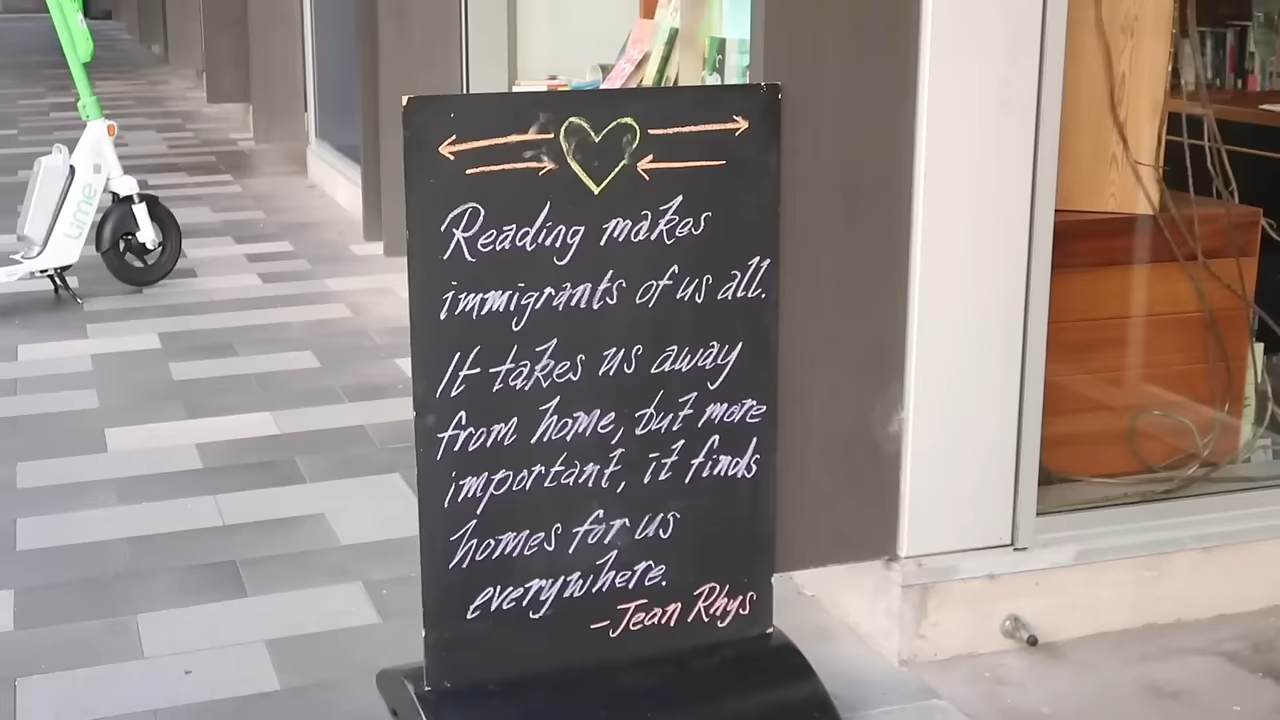 Lime
Reading makes
immigrants of us all.
It takes us away
from home, but more
important, it finds
homes for us
everywhere.
-Jean Rhys